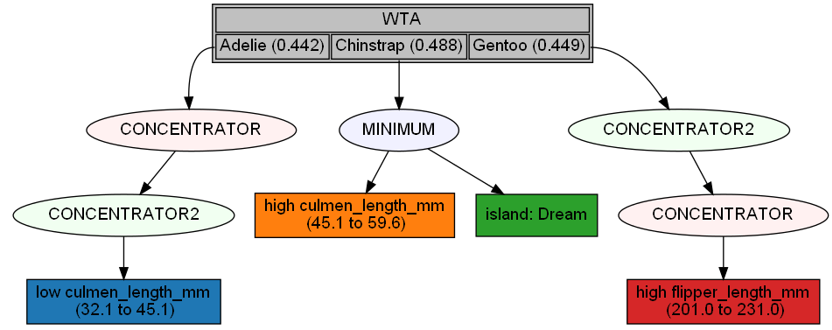 WTA
Adelie (0.442) Chinstrap (0.488) Gentoo (0.449)
CONCENTRATOR MINIMUM CONCENTRATOR2
CONCENTRATOR2
high culmen_length_mm
(45.1 to 59.6)
island: Dream
CONCENTRATOR
low culmen_length_mm
(32.1 to 45.1)
high flipper_length_mm
(201.0 to 231.0)